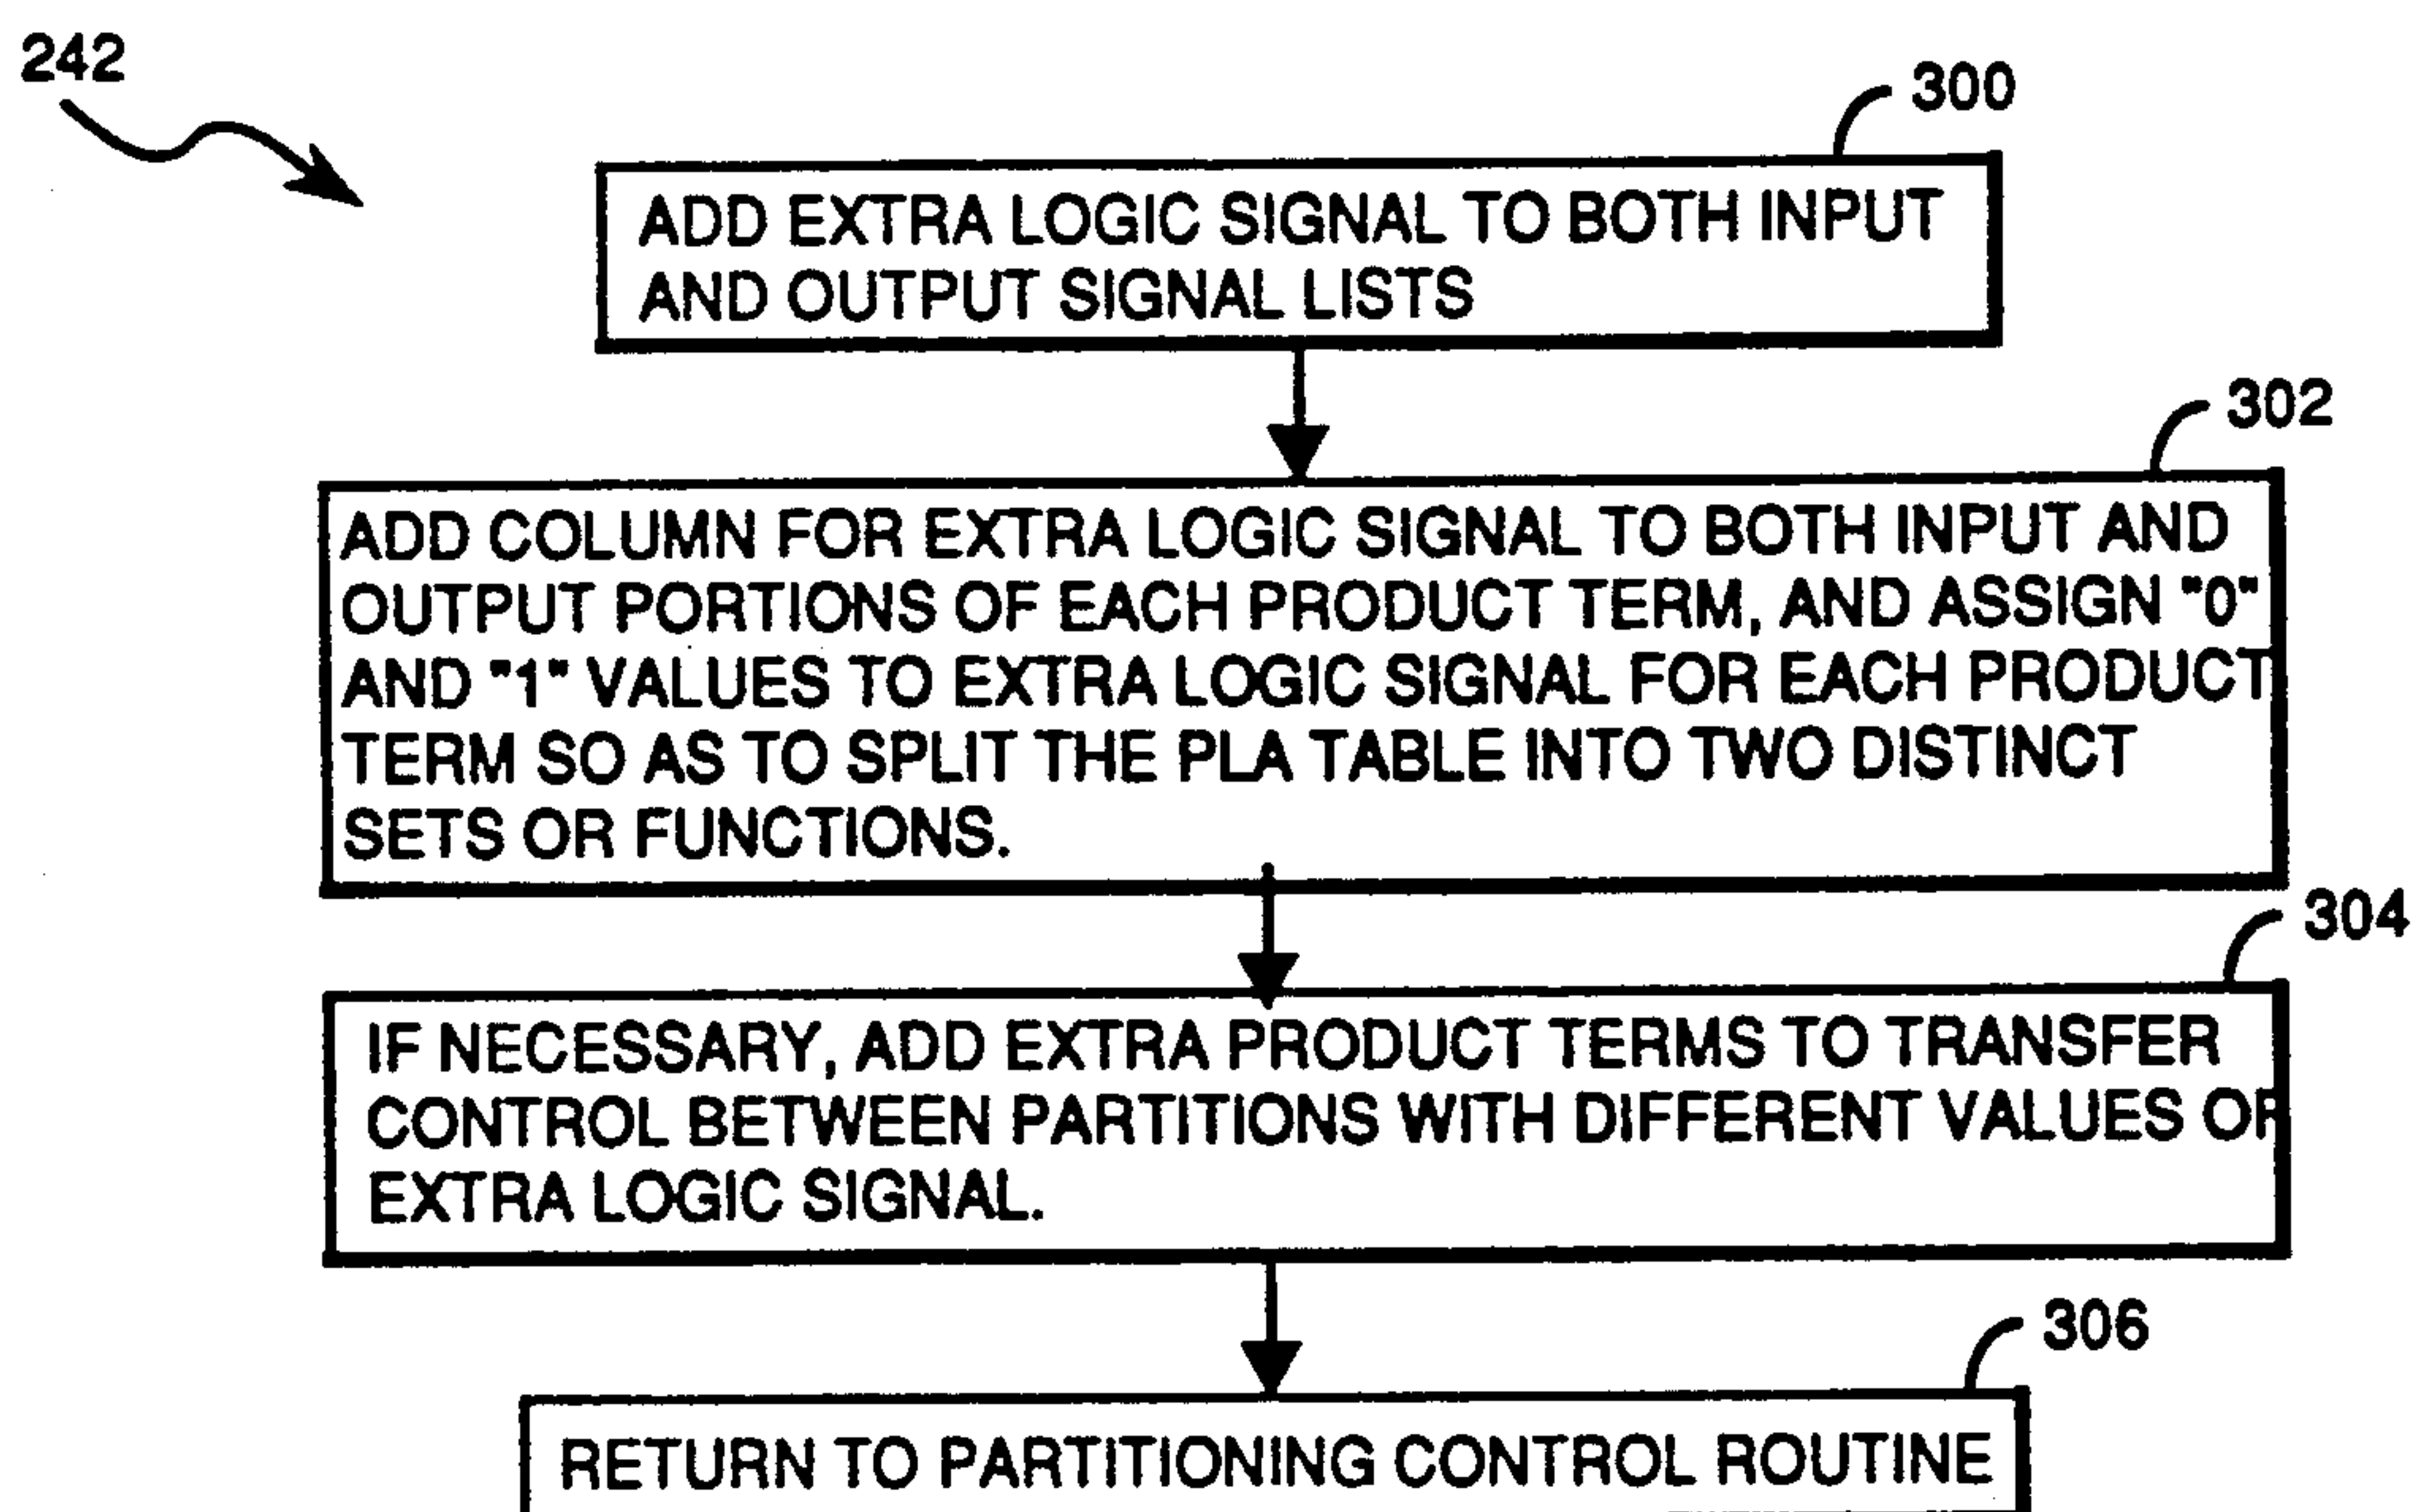 242
300
ADD EXTRA LOGIC SIGNAL TO BOTH INPUT
AND OUTPUT SIGNAL LISTS
302
ADD COLUMN FOR EXTRA LOGIC SIGNAL TO BOTH INPUT AND
OUTPUT PORTIONS OF EACH PRODUCT TERM, AND ASSIGN "0"
AND "1" VALUES TO EXTRA LOGIC SIGNAL FOR EACH PRODUCT
TERM SO AS TO SPLIT THE PLA TABLE INTO TWO DISTINCT
SETS OR FUNCTIONS.
304
IF NECESSARY, ADD EXTRA PRODUCT TERMS TO TRANSFER
CONTROL BETWEEN PARTITIONS WITH DIFFERENT VALUES OF
EXTRA LOGIC SIGNAL.
306
RETURN TO PARTITIONING CONTROL ROUTINE